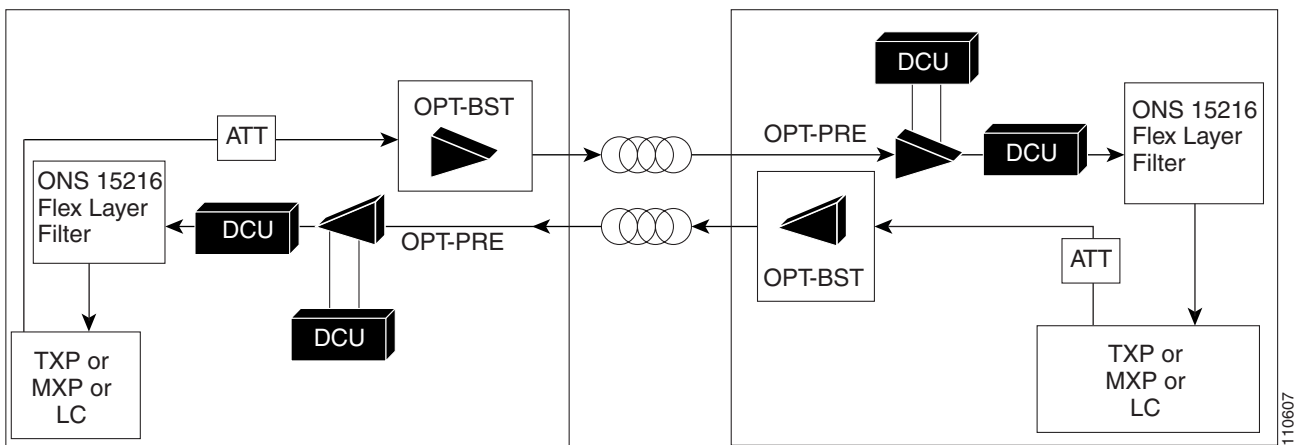 OPT-BST
ATT
ONS 15216
Flex Layer
Filter
DCU
OPT-PRE
DCU
TXP or
MXP or
LC
DCU
OPT-PRE
DCU
ONS 15216
Flex Layer
Filter
OPT-BST
ATT
TXP or
MXP or
LC
110607